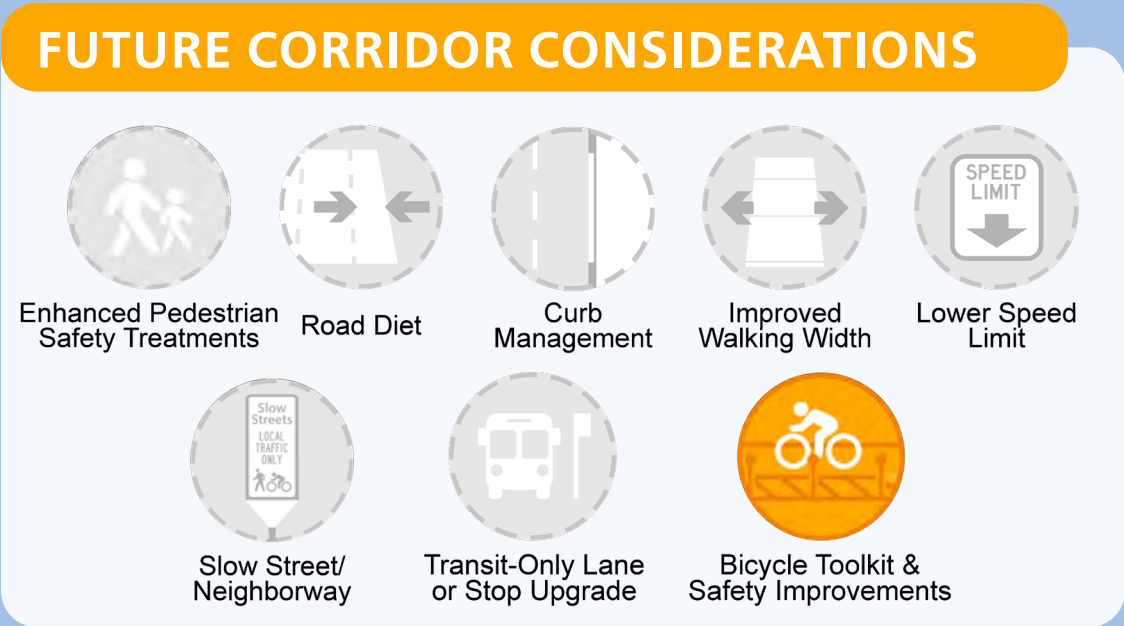 FUTURE CORRIDOR CONSIDERATIONS
SPEED
LIMIT
Enhanced Pedestrian
Safety Treatments
Road Diet
Curb
Management
Improved
Walking Width
Lower Speed
Limit
Slow
Streets
LOCAL
TRAFFIC
ONLY
Slow Street/
Neighborway
Transit-Only Lane
or Stop Upgrade
Bicycle Toolkit &
Safety Improvements